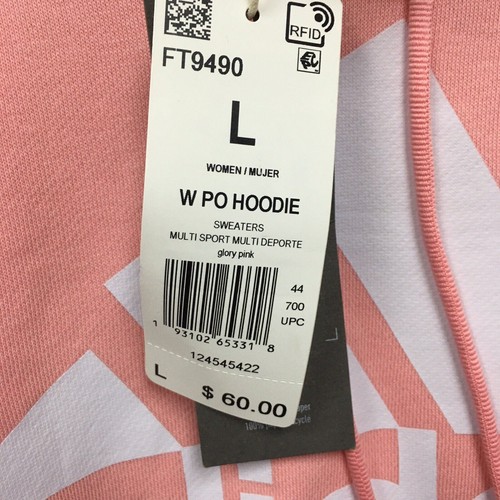 RFID
FT9490
L
WOMEN / MUJER
W PO HOODIE
SWEATERS
MULTI SPORT MULTI DEPORTE
glory pink
44
700
UPC
1 93102 65331 8
124545422
L $ 60.00
L
100%